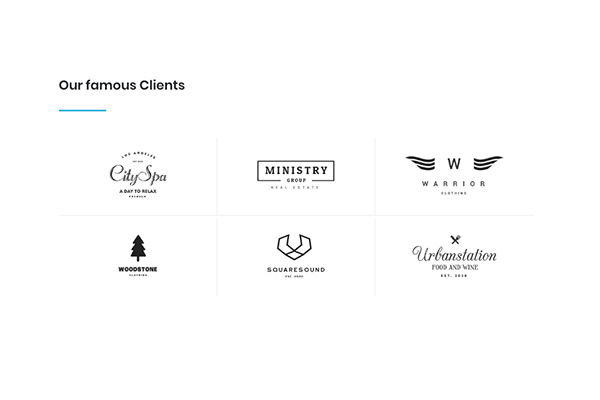 Our famous Clients
LOS ANGELES
CitySpa
A DAY TO RELAX
MINISTRY
GROUP
REAL ESTATE
W
WARRIOR
CLOTHING
WOODSTONE
CLOTHING
SQUARESOUND
Urbanstation
FOOD AND WINE